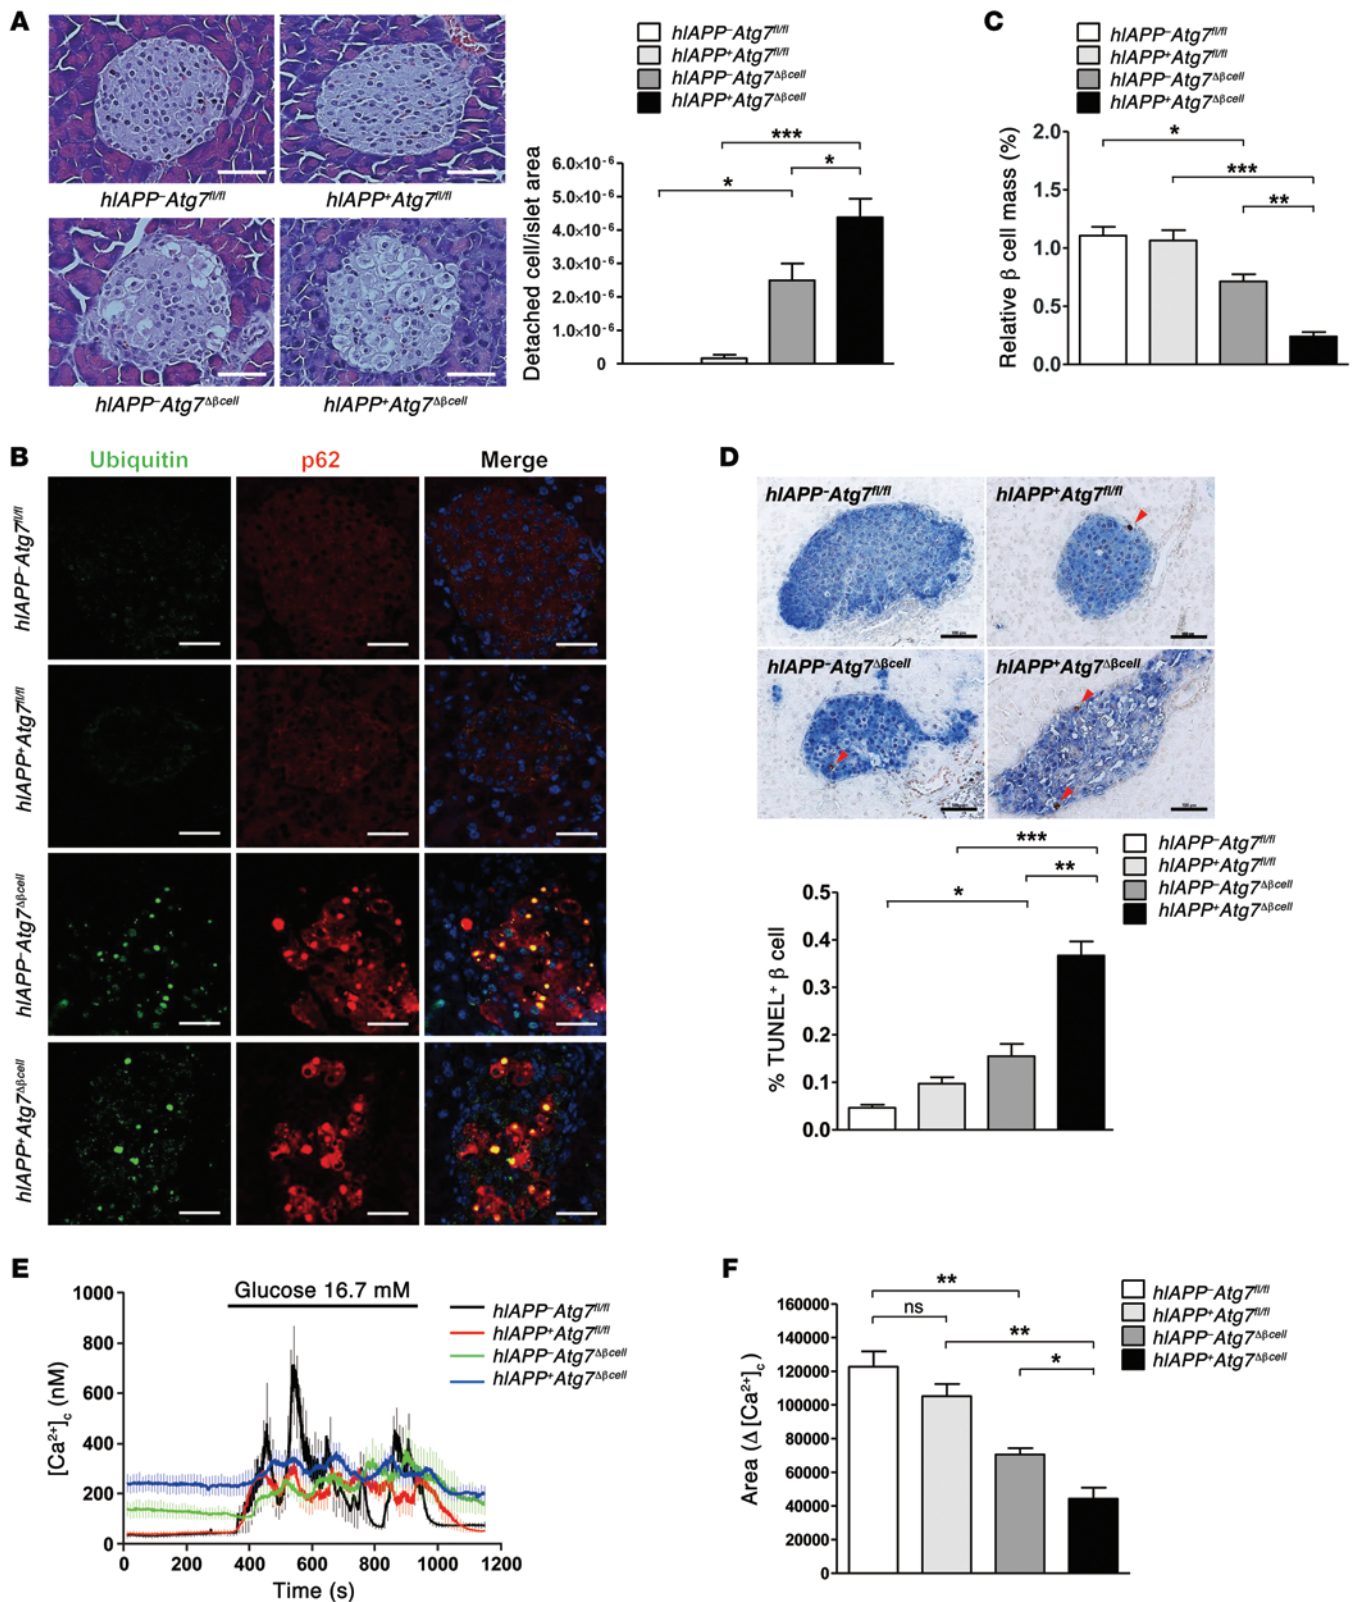 A
hIAPP⁻Atg7fl/fl
hIAPP⁺Atg7fl/fl
hIAPP⁻Atg7Δβcell
hIAPP⁺Atg7Δβcell
hIAPP⁻Atg7fl/fl
hIAPP⁺Atg7fl/fl
hIAPP⁻Atg7Δβcell
hIAPP⁺Atg7Δβcell
Detached cell/islet area
6.0×10⁻⁶
5.0×10⁻⁶
4.0×10⁻⁶
3.0×10⁻⁶
2.0×10⁻⁶
1.0×10⁻⁶
0
***
*
*
C
hIAPP⁻Atg7fl/fl
hIAPP⁺Atg7fl/fl
hIAPP⁻Atg7Δβcell
hIAPP⁺Atg7Δβcell
Relative β cell mass (%)
2.0
1.5
1.0
0.5
0.0
*
***
**
B
Ubiquitin p62 Merge
hIAPP⁻Atg7fl/fl
hIAPP⁺Atg7fl/fl
hIAPP⁻Atg7Δβcell
hIAPP⁺Atg7Δβcell
D
hIAPP⁻Atg7fl/fl
hIAPP⁺Atg7fl/fl
hIAPP⁻Atg7Δβcell
hIAPP⁺Atg7Δβcell
hIAPP⁻Atg7fl/fl
hIAPP⁺Atg7fl/fl
hIAPP⁻Atg7Δβcell
hIAPP⁺Atg7Δβcell
***
**
*
% TUNEL⁺ β cell
0.5
0.4
0.3
0.2
0.1
0.0
E
Glucose 16.7 mM
hIAPP⁻Atg7fl/fl
hIAPP⁺Atg7fl/fl
hIAPP⁻Atg7Δβcell
hIAPP⁺Atg7Δβcell
[Ca²⁺]c (nM)
1000
800
600
400
200
0
0 200 400 600 800 1000 1200
Time (s)
F
hIAPP⁻Atg7fl/fl
hIAPP⁺Atg7fl/fl
hIAPP⁻Atg7Δβcell
hIAPP⁺Atg7Δβcell
**
ns
**
*
Area (Δ [Ca²⁺]c)
160000
140000
120000
100000
80000
60000
40000
20000
0